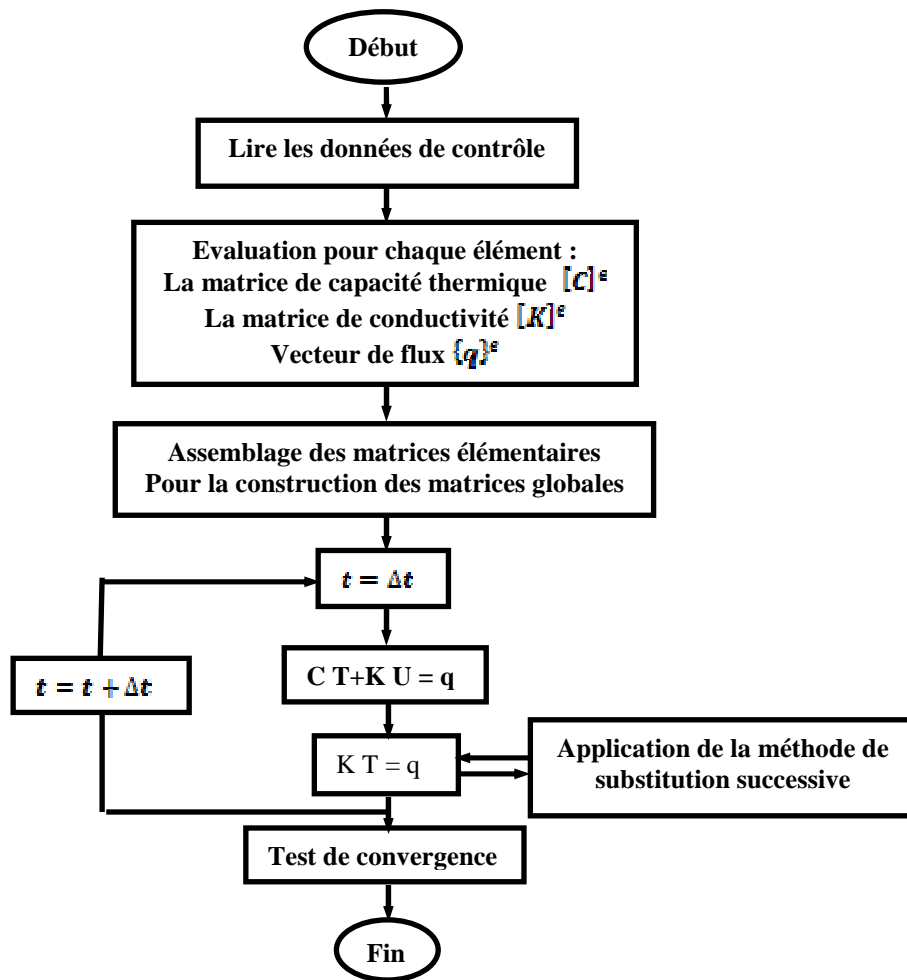 Début
Lire les données de contrôle
Evaluation pour chaque élément :
La matrice de capacité thermique [C]ᵉ
La matrice de conductivité [K]ᵉ
Vecteur de flux {q}ᵉ
Assemblage des matrices élémentaires
Pour la construction des matrices globales
t = Δt
t = t + Δt
C T+K U = q
K T = q
Application de la méthode de
substitution successive
Test de convergence
Fin